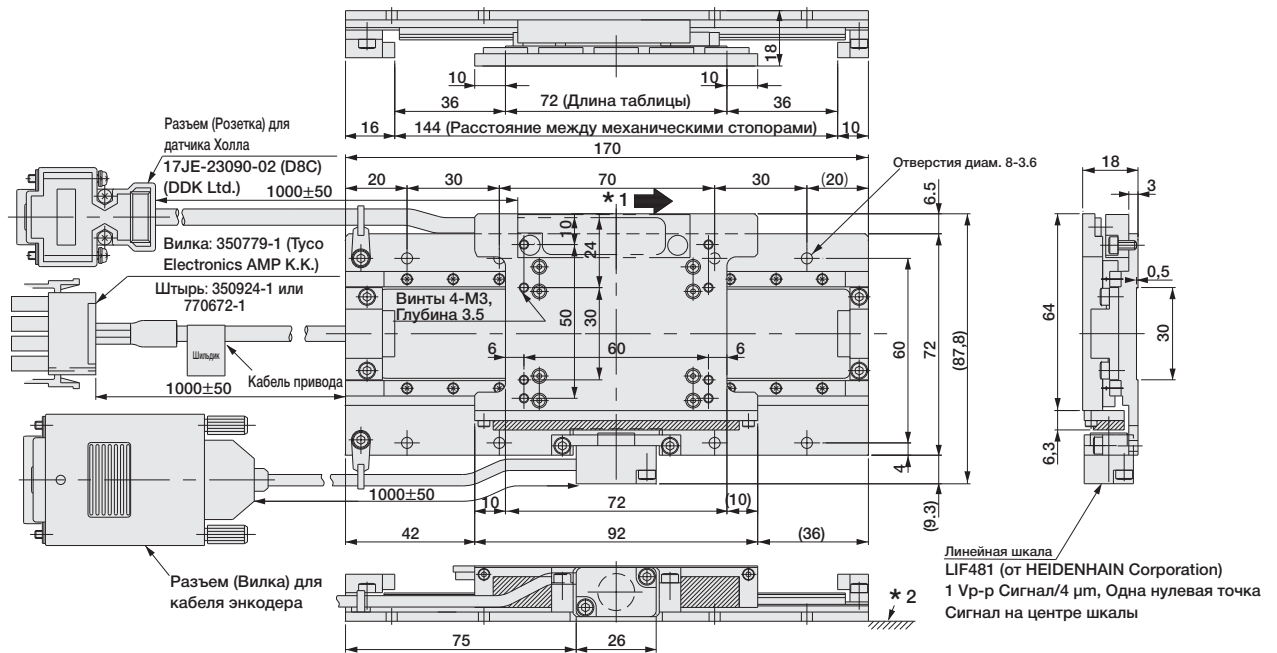 18
10
10
36
72 (Длина таблицы)
36
16
144 (Расстояние между механическими стопорами)
10
170
Разъем (Розетка) для
датчика Холла
17JE-23090-02 (D8C)
(DDK Ltd.)
1000±50
20
30
70
30
(20)
Отверстия диам. 8-3.6
18
3
6.5
*1
10
24
Вилка: 350779-1 (Tyco
Electronics AMP K.K.)
Штырь: 350924-1 или
770672-1
Винты 4-M3,
Глубина 3.5
50
30
60
72
(87,8)
64
0,5
30
6
60
6
Шильдик
Кабель привода
1000±50
4
(9.3)
6,3
1000±50
10
72
(10)
42
92
(36)
Разъем (Вилка) для
кабеля энкодера
Линейная шкала
LIF481 (от HEIDENHAIN Corporation)
1 Vp-p Сигнал/4 µm, Одна нулевая точка
Сигнал на центре шкалы
*2
75
26